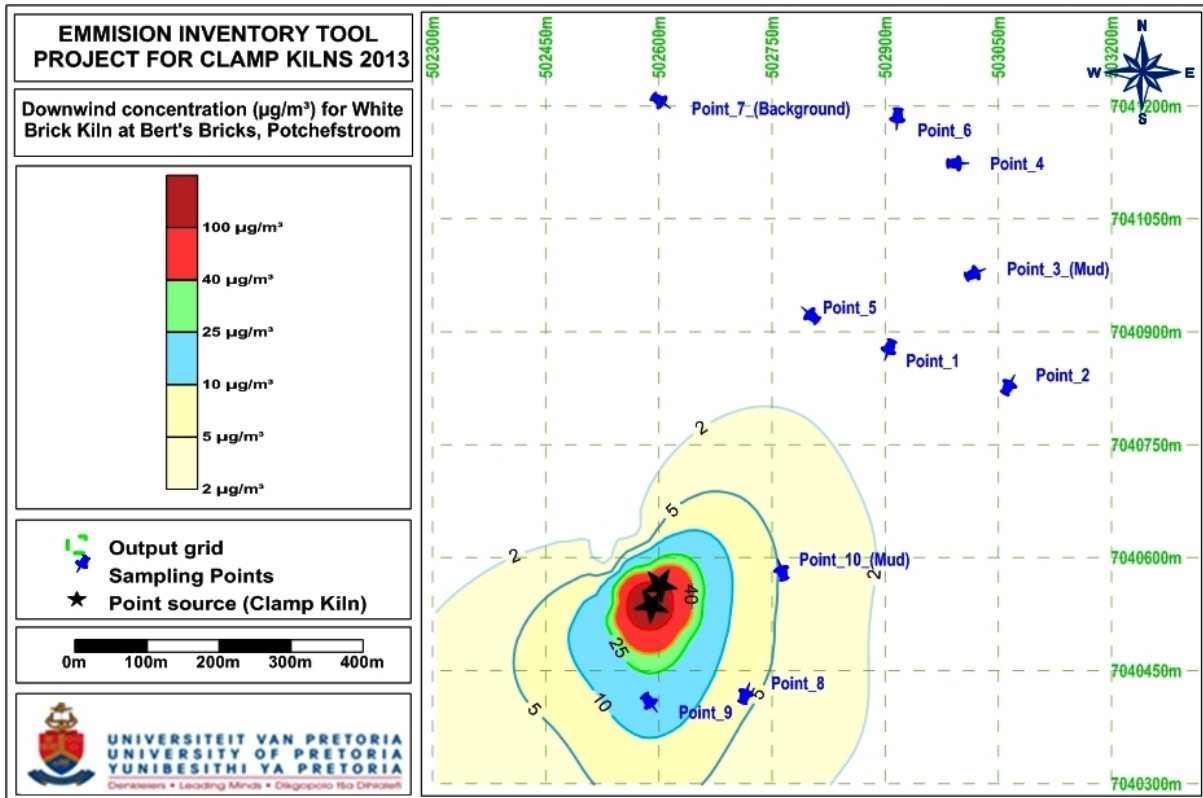 EMMISION INVENTORY TOOL
PROJECT FOR CLAMP KILNS 2013
Downwind concentration (µg/m³) for White
Brick Kiln at Bert's Bricks, Potchefstroom
100 µg/m³
40 µg/m³
25 µg/m³
10 µg/m³
5 µg/m³
2 µg/m³
Output grid
Sampling Points
Point source (Clamp Kiln)
0m 100m 200m 300m 400m
UNIVERSITEIT VAN PRETORIA
UNIVERSITY OF PRETORIA
YUNIBESITHI YA PRETORIA
Denkleiers • Leading Minds • Dikgopolo tša Dihlalefi
502300m
502450m
502600m
502750m
502900m
503050m
503200m
N
W E
S
7041200m
7041050m
7040900m
7040750m
7040600m
7040450m
7040300m
Point_7_(Background)
Point_6
Point_4
Point_3_(Mud)
Point_5
Point_1
Point_2
2
5
2
Point_10_(Mud)
2
40
25
Point_8
5
10
Point_9
5